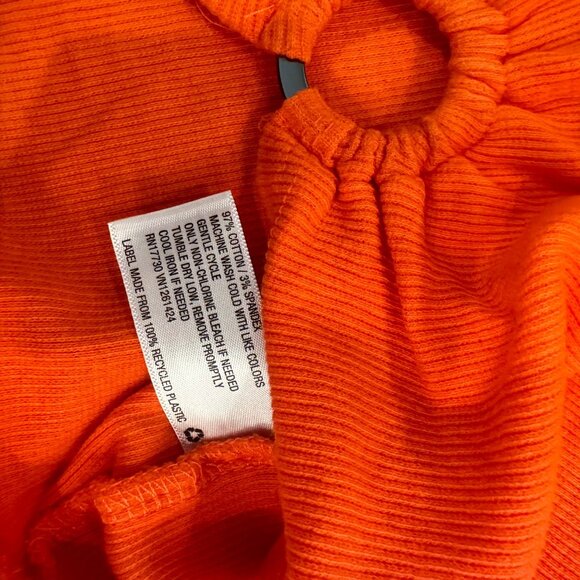 97% COTTON / 3% SPANDEX
MACHINE WASH COLD WITH LIKE COLORS
GENTLE CYCLE
ONLY NON-CHLORINE BLEACH IF NEEDED
TUMBLE DRY LOW, REMOVE PROMPTLY
COOL IRON IF NEEDED
RN17730 VN1261424
LABEL MADE FROM 100% RECYCLED PLASTIC